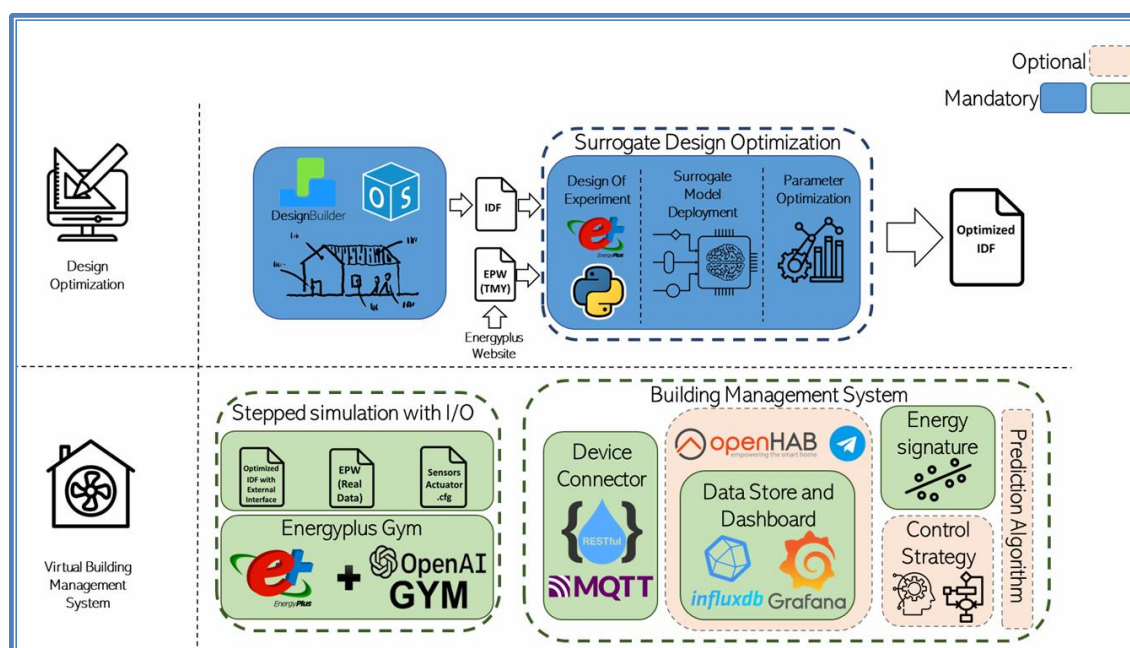 Optional
Mandatory
Design
Optimization
DesignBuilder
OS
IDF
EPW
(TMY)
Energyplus
Website
Surrogate Design Optimization
Design Of
Experiment
EnergyPlus
Surrogate
Model
Deployment
Parameter
Optimization
Optimized
IDF
Virtual Building
Management
System
Stepped simulation with I/O
Optimized
IDF with
External
Interface
EPW
(Real
Data)
Sensors
Actuator
.cfg
Energyplus Gym
EnergyPlus
+
OpenAI
GYM
Building Management System
Device
Connector
{RESTful}
MQTT
openHAB
empowering the smart home
Data Store and
Dashboard
influxdb
Grafana
Energy
signature
Control
Strategy
Prediction Algorithm